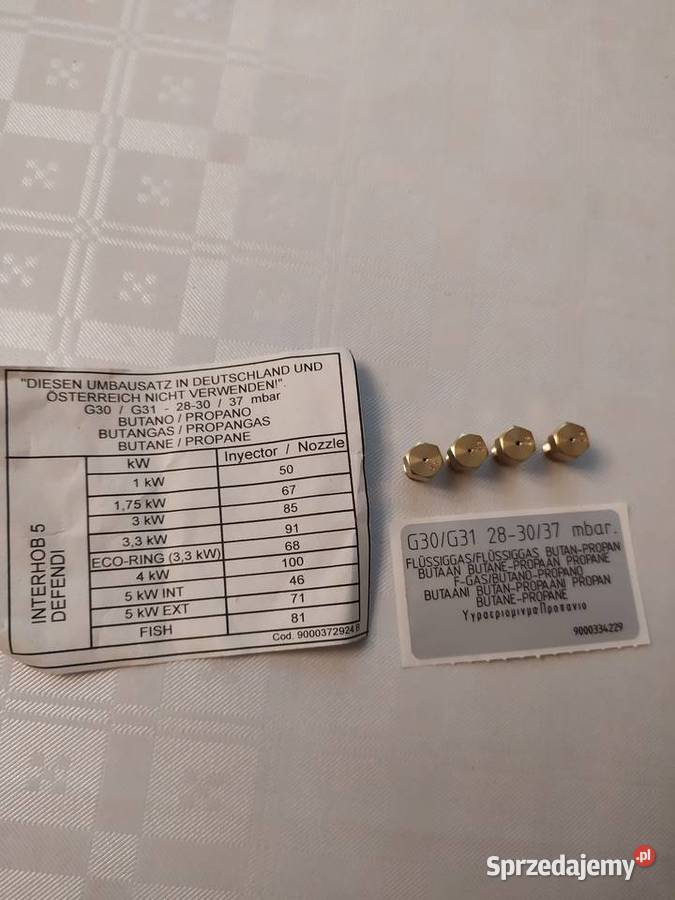 "DIESEN UMBAUSATZ IN DEUTSCHLAND UND
ÖSTERREICH NICHT VERWENDEN!".
G30 / G31 - 28-30 / 37 mbar
BUTANO / PROPANO
BUTANGAS / PROPANGAS
BUTANE / PROPANE
INTERHOB 5
DEFENDI
kW Inyector / Nozzle
1 kW 50
1,75 kW 67
3 kW 85
3,3 kW 91
ECO-RING (3,3 kW) 68
4 kW 100
5 kW INT 46
5 kW EXT 71
FISH 81
Cod. 9000372924 B
G30/G31 28-30/37 mbar.
FLÜSSIGGAS/FLÜSSIGGAS BUTAN-PROPAN
BUTAAN BUTANE-PROPAAN PROPANE
F-GAS/BUTANO-PROPANO
BUTAANI BUTAN-PROPAANI PROPAN
BUTANE-PROPANE
Υγραεριομινμα Προπανιο
9000334229
Sprzedajemy.pl